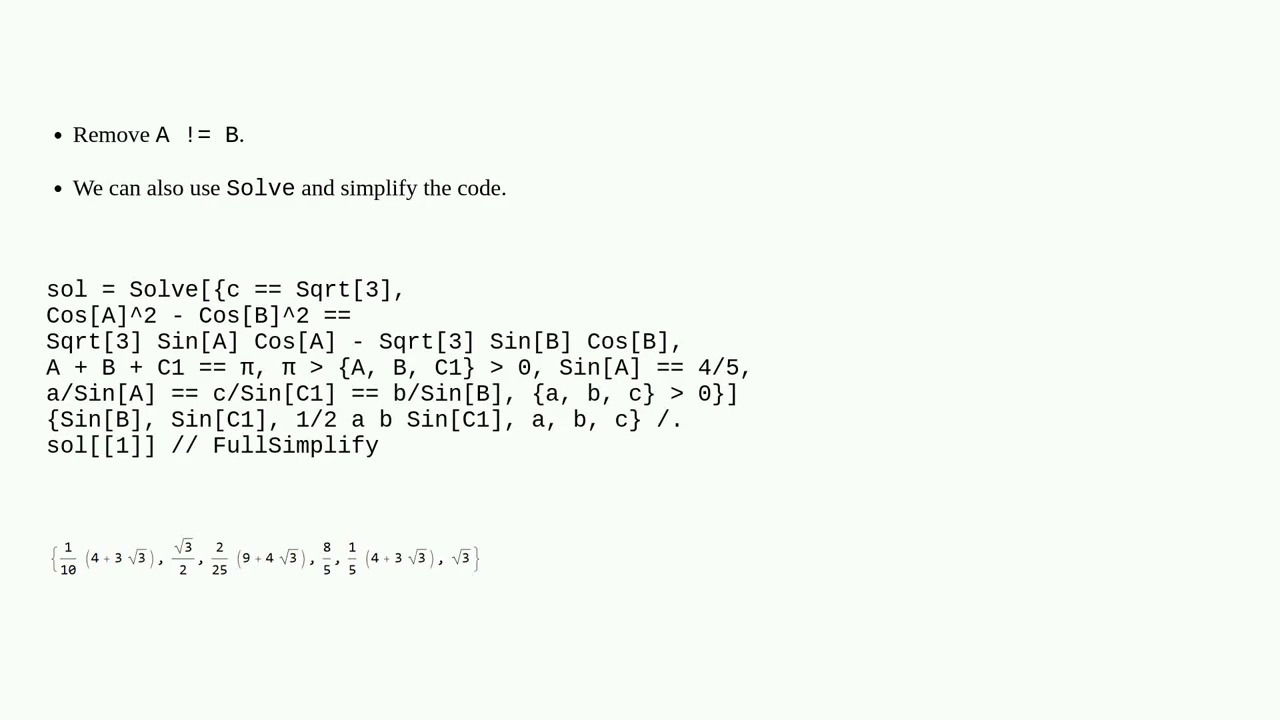 • Remove A != B.
• We can also use Solve and simplify the code.
sol = Solve[{c == Sqrt[3],
Cos[A]^2 - Cos[B]^2 ==
Sqrt[3] Sin[A] Cos[A] - Sqrt[3] Sin[B] Cos[B],
A + B + C1 == π, π > {A, B, C1} > 0, Sin[A] == 4/5,
a/Sin[A] == c/Sin[C1] == b/Sin[B], {a, b, c} > 0}]
{Sin[B], Sin[C1], 1/2 a b Sin[C1], a, b, c} /.
sol[[1]] // FullSimplify
{1/10 (4 + 3 √3), √3/2, 2/25 (9 + 4 √3), 8/5, 1/5 (4 + 3 √3), √3}